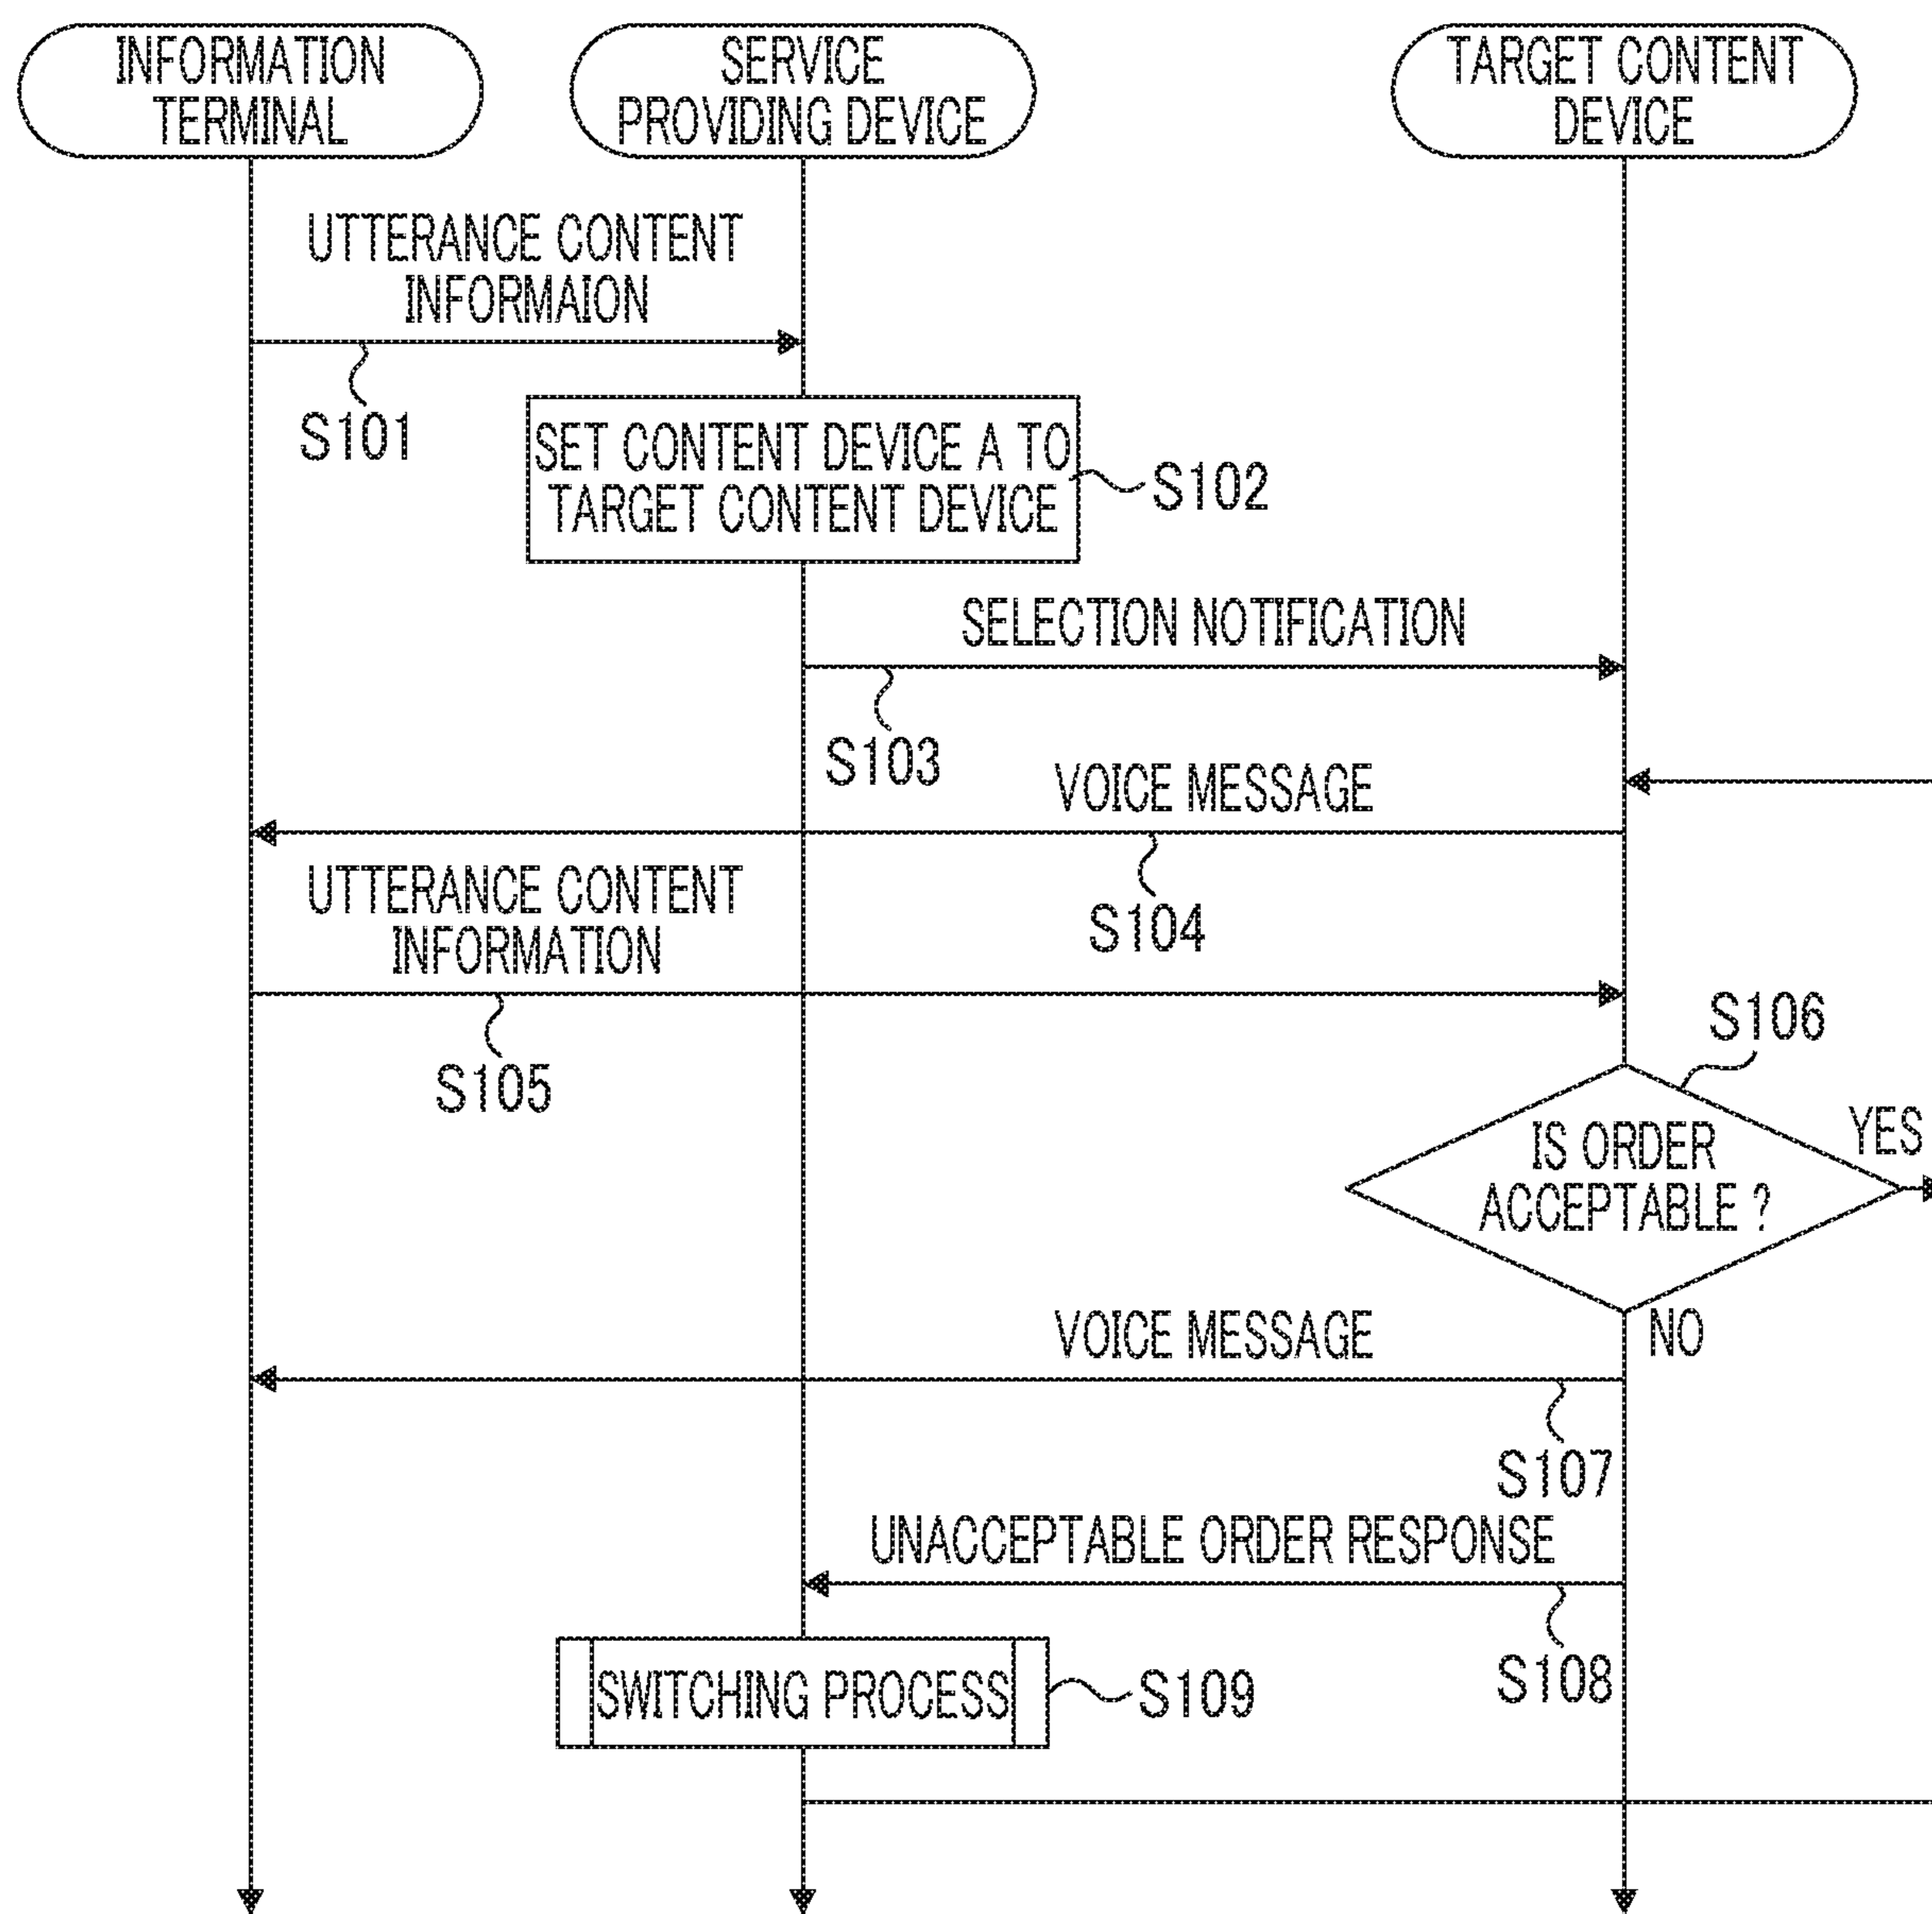 INFORMATION
TERMINAL
SERVICE
PROVIDING DEVICE
TARGET CONTENT
DEVICE
UTTERANCE CONTENT
INFORMAION
S101
SET CONTENT DEVICE A TO
TARGET CONTENT DEVICE
S102
SELECTION NOTIFICATION
S103
VOICE MESSAGE
S104
UTTERANCE CONTENT
INFORMATION
S105
S106
IS ORDER
ACCEPTABLE ?
YES
NO
VOICE MESSAGE
S107
UNACCEPTABLE ORDER RESPONSE
S108
SWITCHING PROCESS
S109